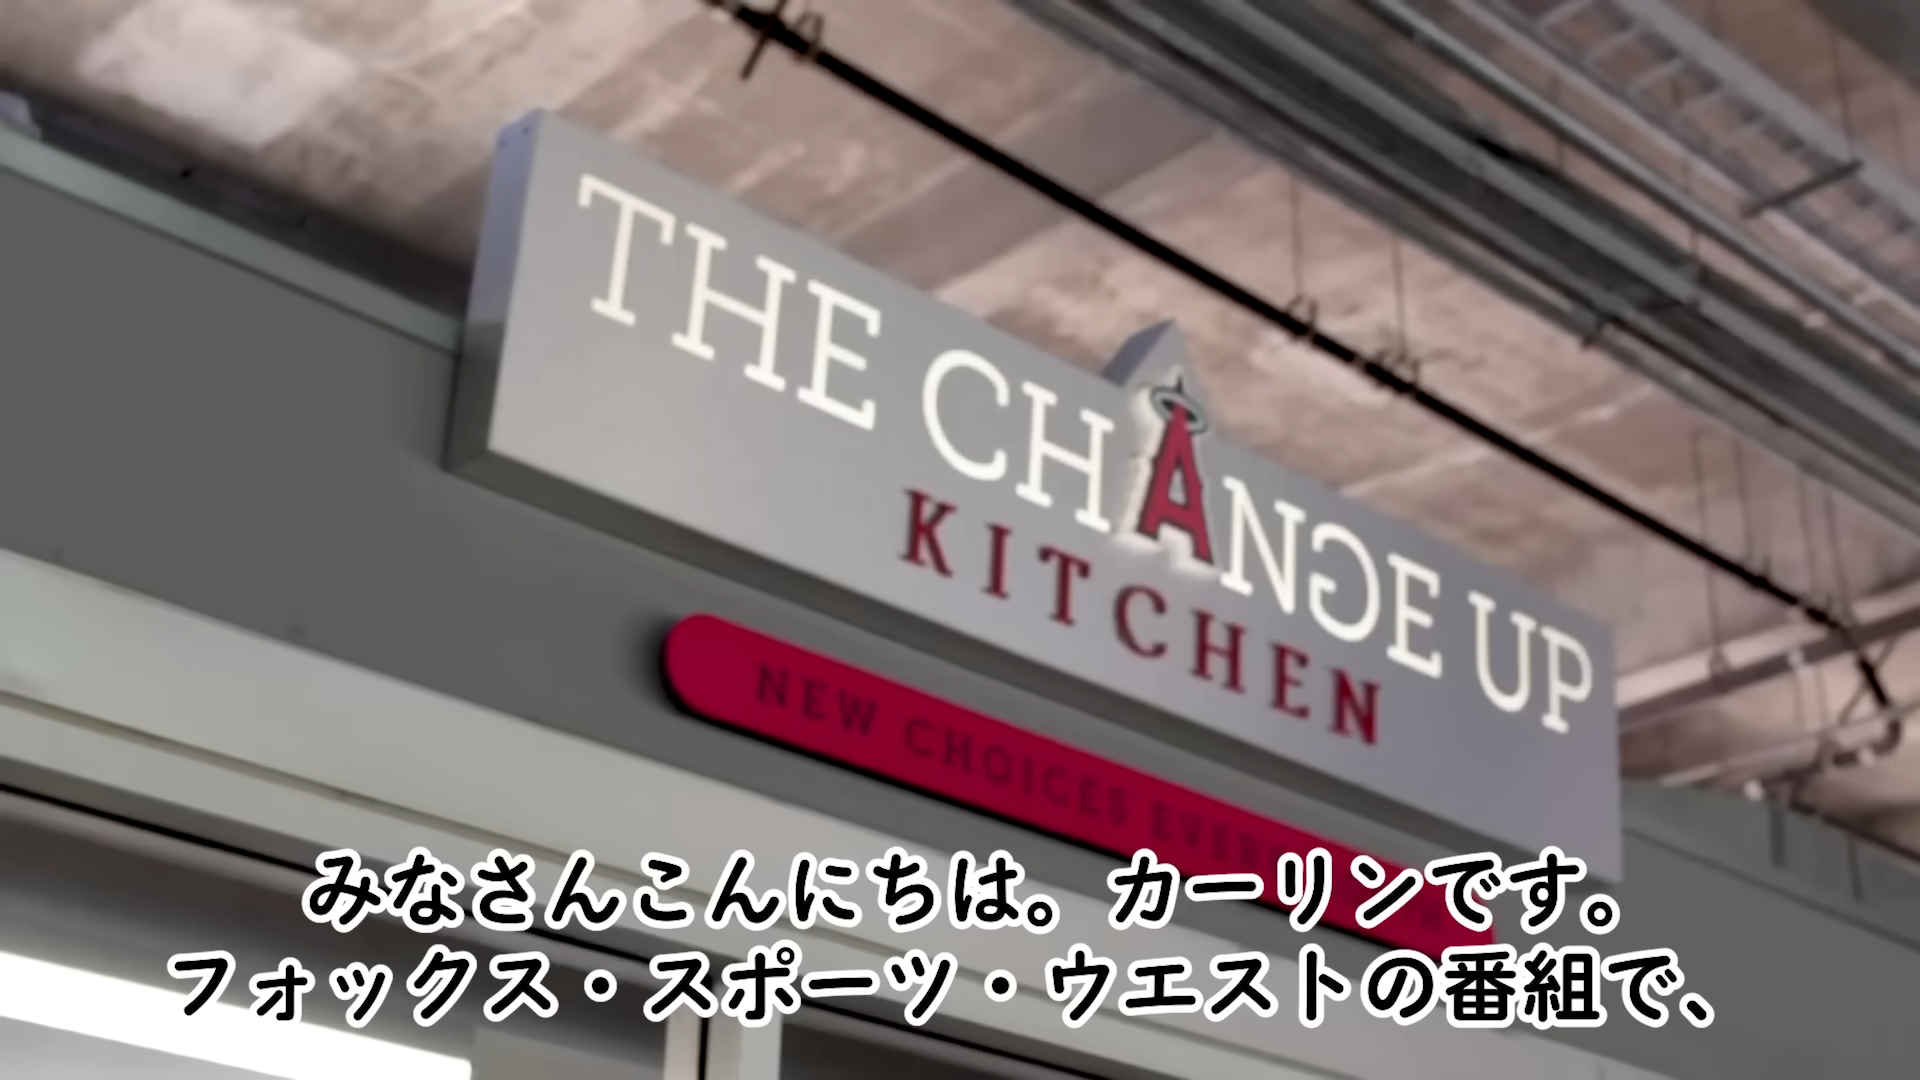 THE CHANGE UP
KITCHEN
NEW CHOICES
みなさんこんにちは。カーリンです。
フォックス・スポーツ・ウエストの番組で、